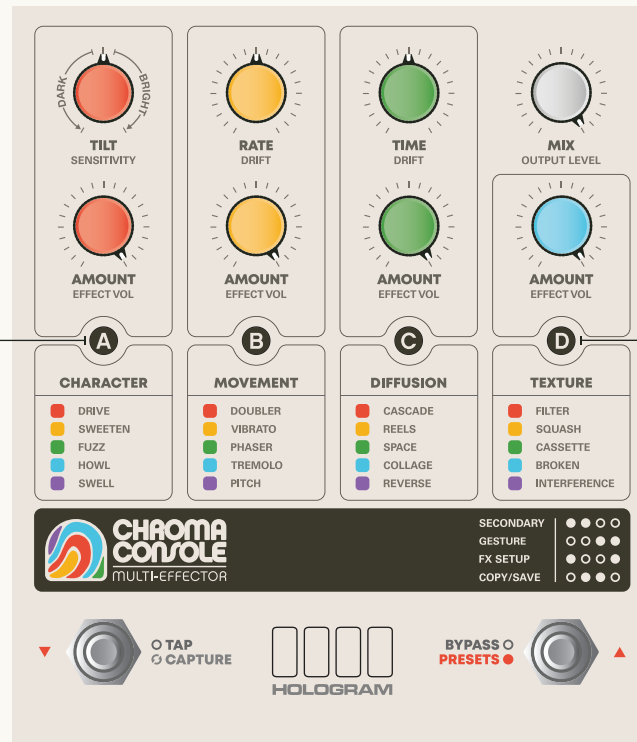 DARK
BRIGHT
TILT
SENSITIVITY
RATE
DRIFT
TIME
DRIFT
MIX
OUTPUT LEVEL
AMOUNT
EFFECT VOL
AMOUNT
EFFECT VOL
AMOUNT
EFFECT VOL
AMOUNT
EFFECT VOL
A
B
C
D
CHARACTER
DRIVE
SWEETEN
FUZZ
HOWL
SWELL
MOVEMENT
DOUBLER
VIBRATO
PHASER
TREMOLO
PITCH
DIFFUSION
CASCADE
REELS
SPACE
COLLAGE
REVERSE
TEXTURE
FILTER
SQUASH
CASSETTE
BROKEN
INTERFERENCE
CHROMA
CONSOLE
MULTI-EFFECTOR
SECONDARY
GESTURE
FX SETUP
COPY/SAVE
TAP
CAPTURE
HOLOGRAM
BYPASS
PRESETS